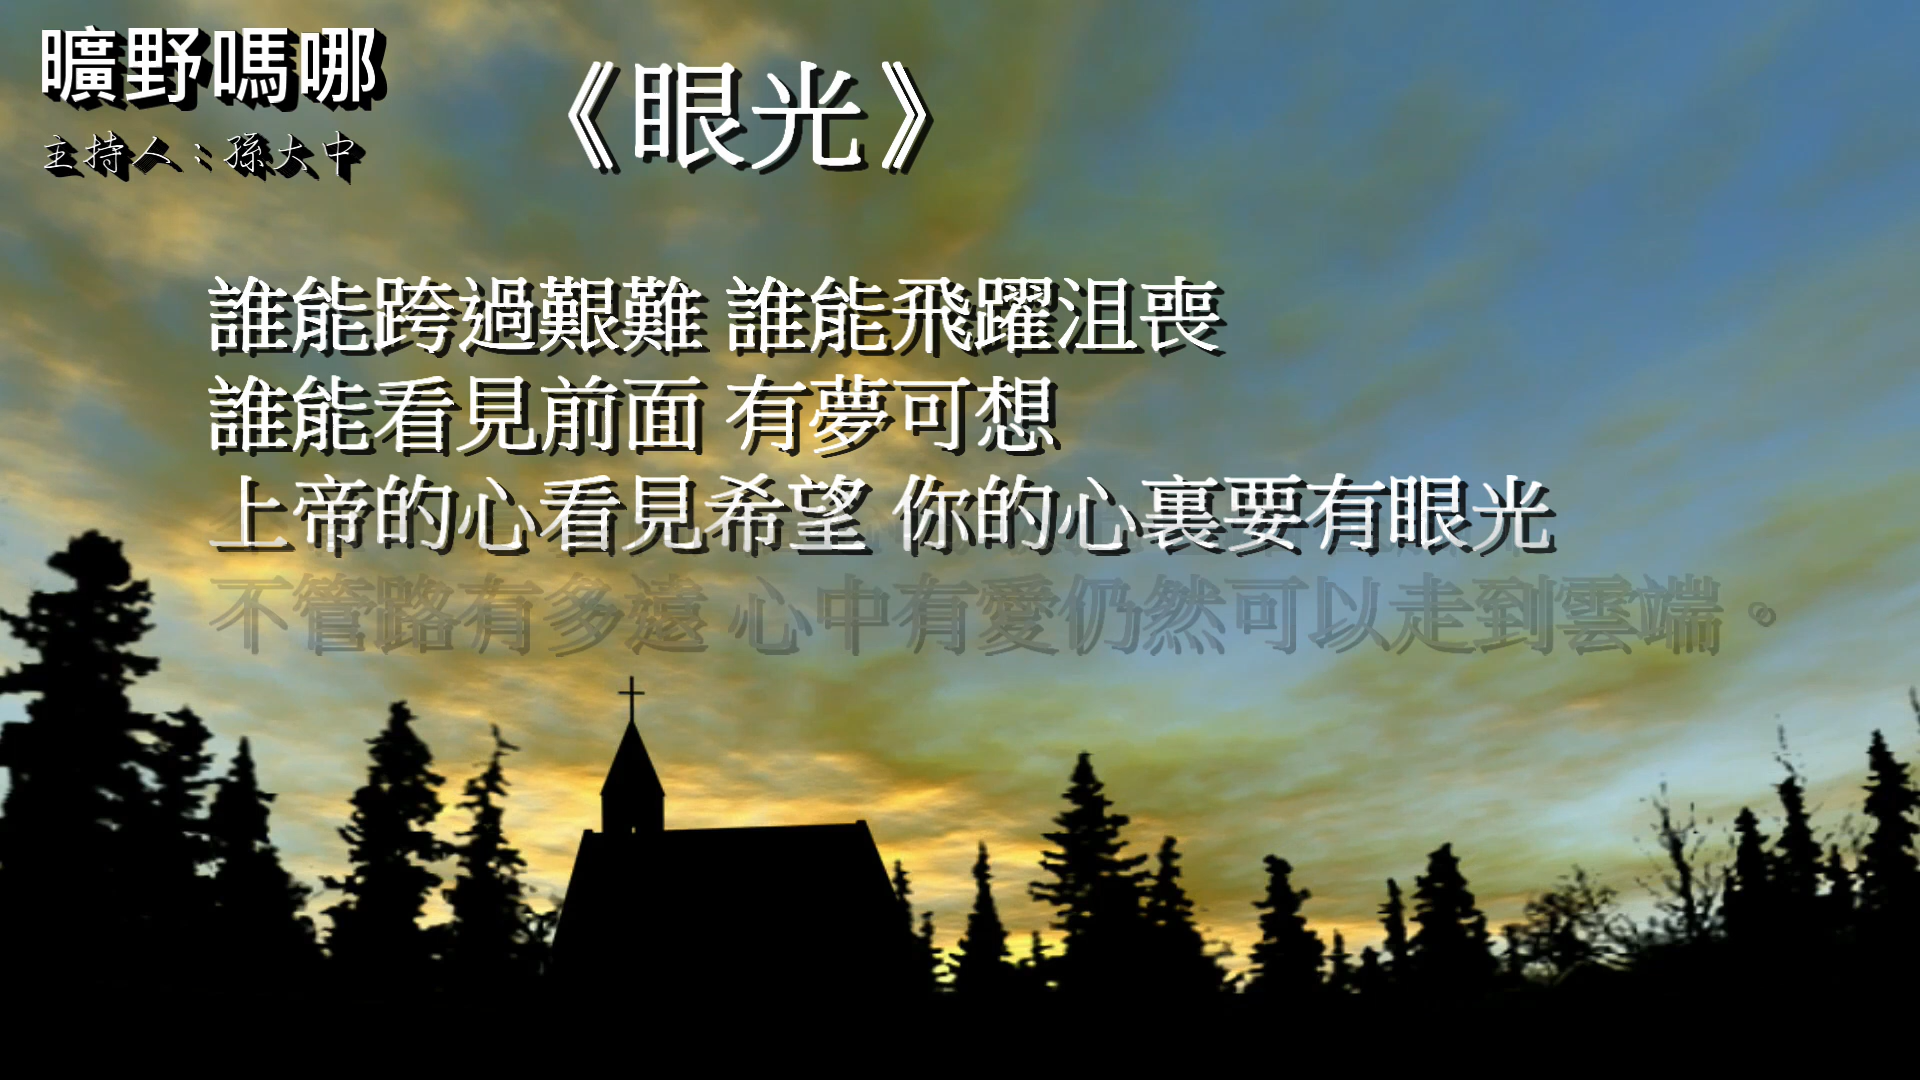 曠野嗎哪
主持人：孫大中
《眼光》
誰能跨過艱難 誰能飛躍沮喪
誰能看見前面 有夢可想
上帝的心看見希望 你的心裏要有眼光
不管路有多遠 心中有愛仍然可以走到雲端。